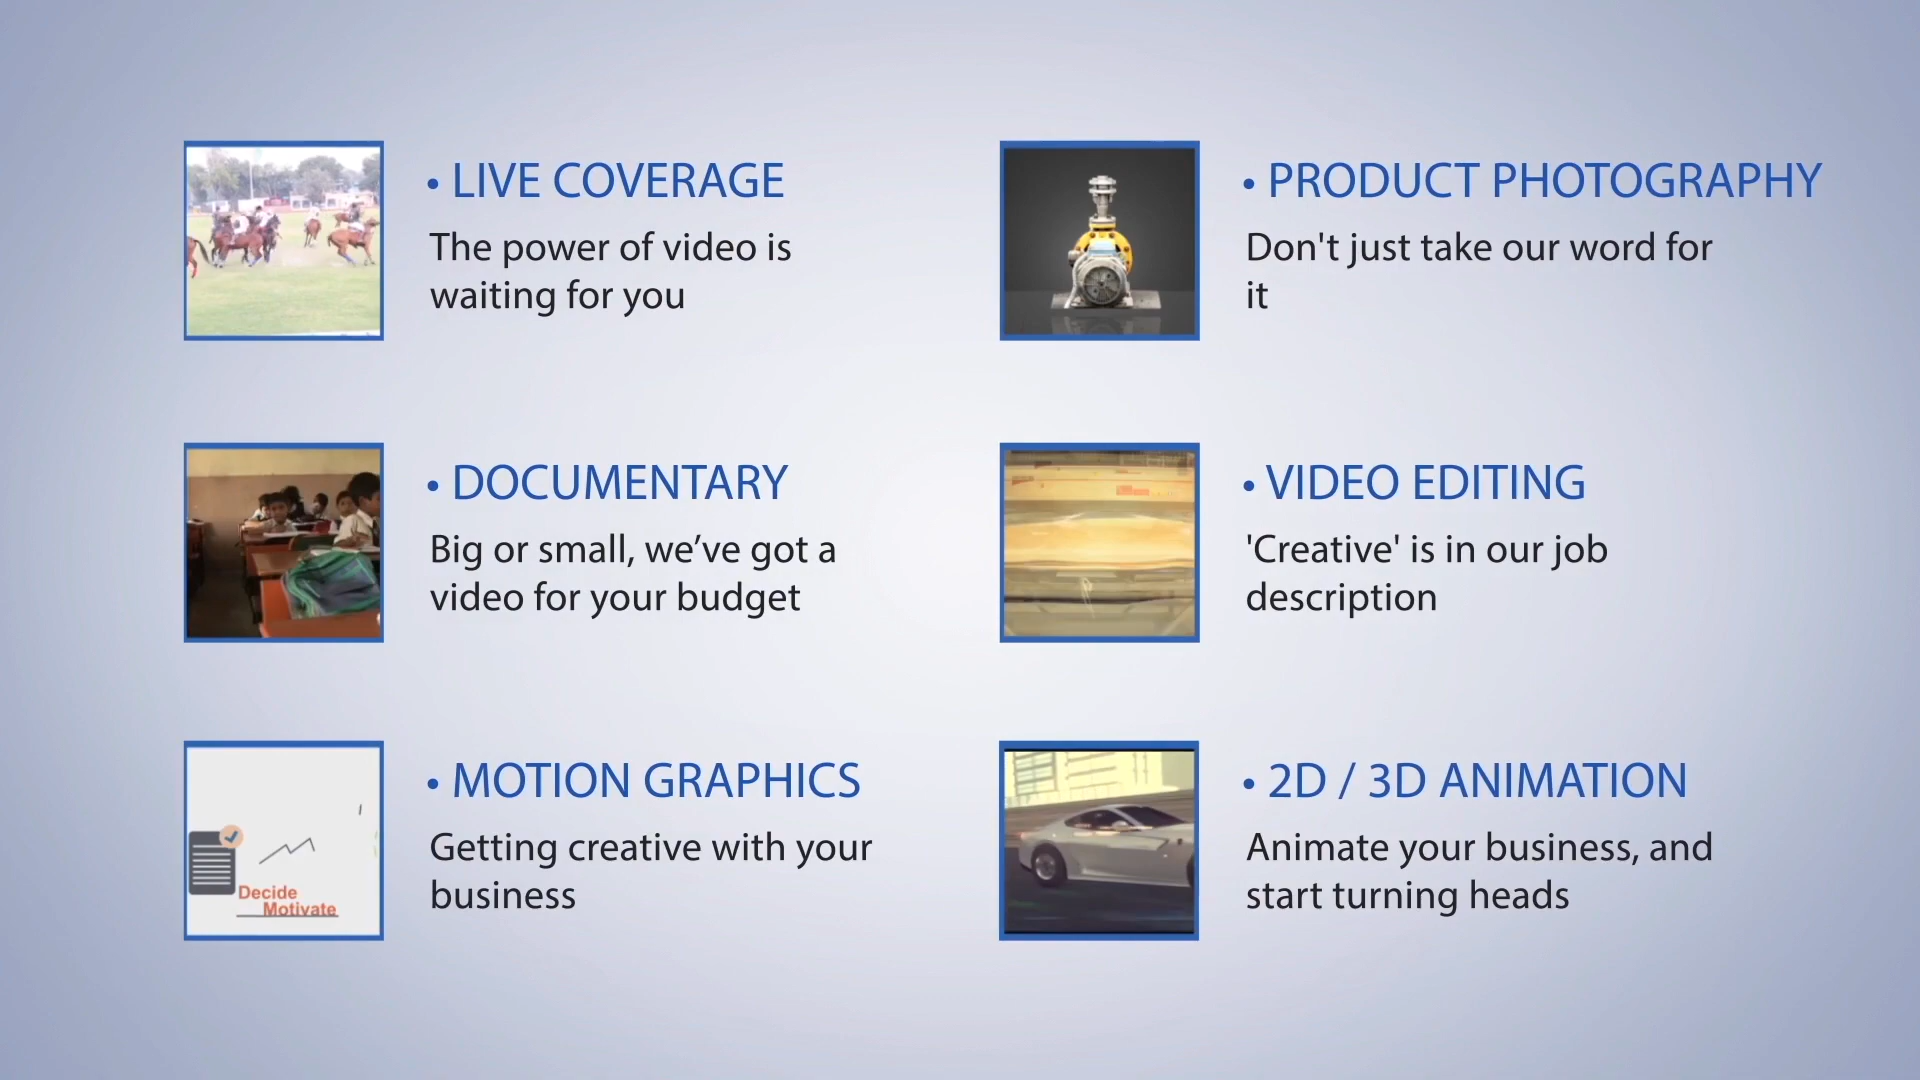 • LIVE COVERAGE
The power of video is
waiting for you
• PRODUCT PHOTOGRAPHY
Don't just take our word for
it
• DOCUMENTARY
Big or small, we’ve got a
video for your budget
• VIDEO EDITING
'Creative' is in our job
description
• MOTION GRAPHICS
Getting creative with your
business
Decide
Motivate
• 2D / 3D ANIMATION
Animate your business, and
start turning heads